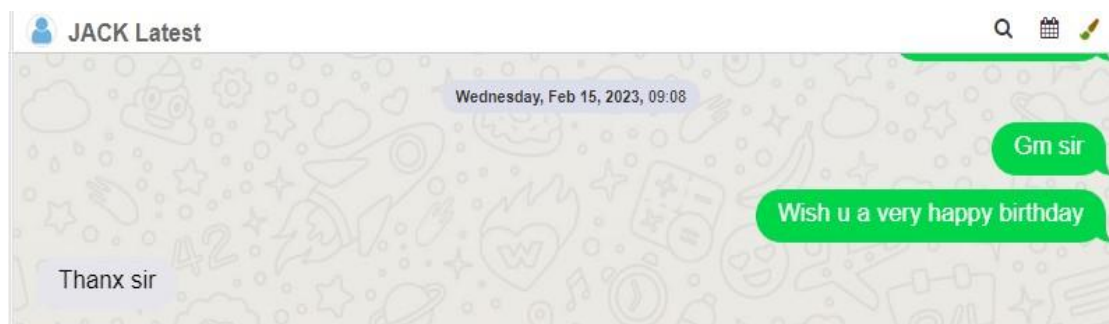 JACK Latest
Wednesday, Feb 15, 2023, 09:08
Gm sir
Wish u a very happy birthday
Thanx sir